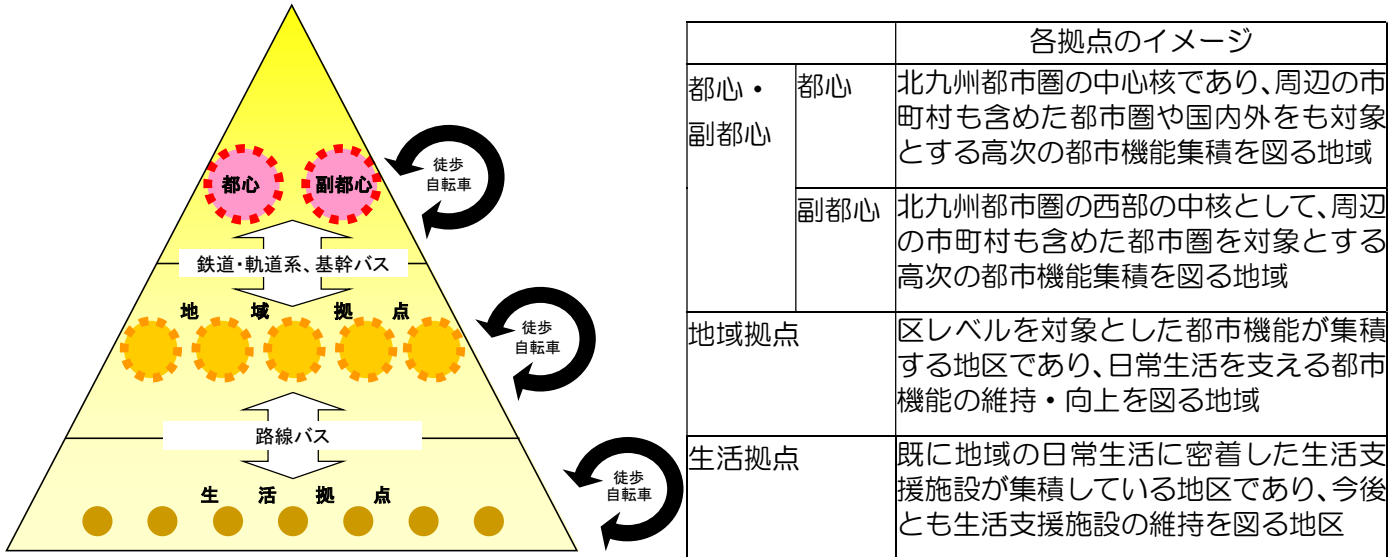 都心
副都心
徒歩
自転車
鉄道・軌道系、基幹バス
地域拠点
徒歩
自転車
路線バス
生活拠点
徒歩
自転車
各拠点のイメージ
都心・
副都心
都心
北九州都市圏の中心核であり、周辺の市
町村も含めた都市圏や国内外をも対象
とする高次の都市機能集積を図る地域
副都心
北九州都市圏の西部の中核として、周辺
の市町村も含めた都市圏を対象とする
高次の都市機能集積を図る地域
地域拠点
区レベルを対象とした都市機能が集積
する地区であり、日常生活を支える都市
機能の維持・向上を図る地域
生活拠点
既に地域の日常生活に密着した生活支
援施設が集積している地区であり、今後
とも生活支援施設の維持を図る地区